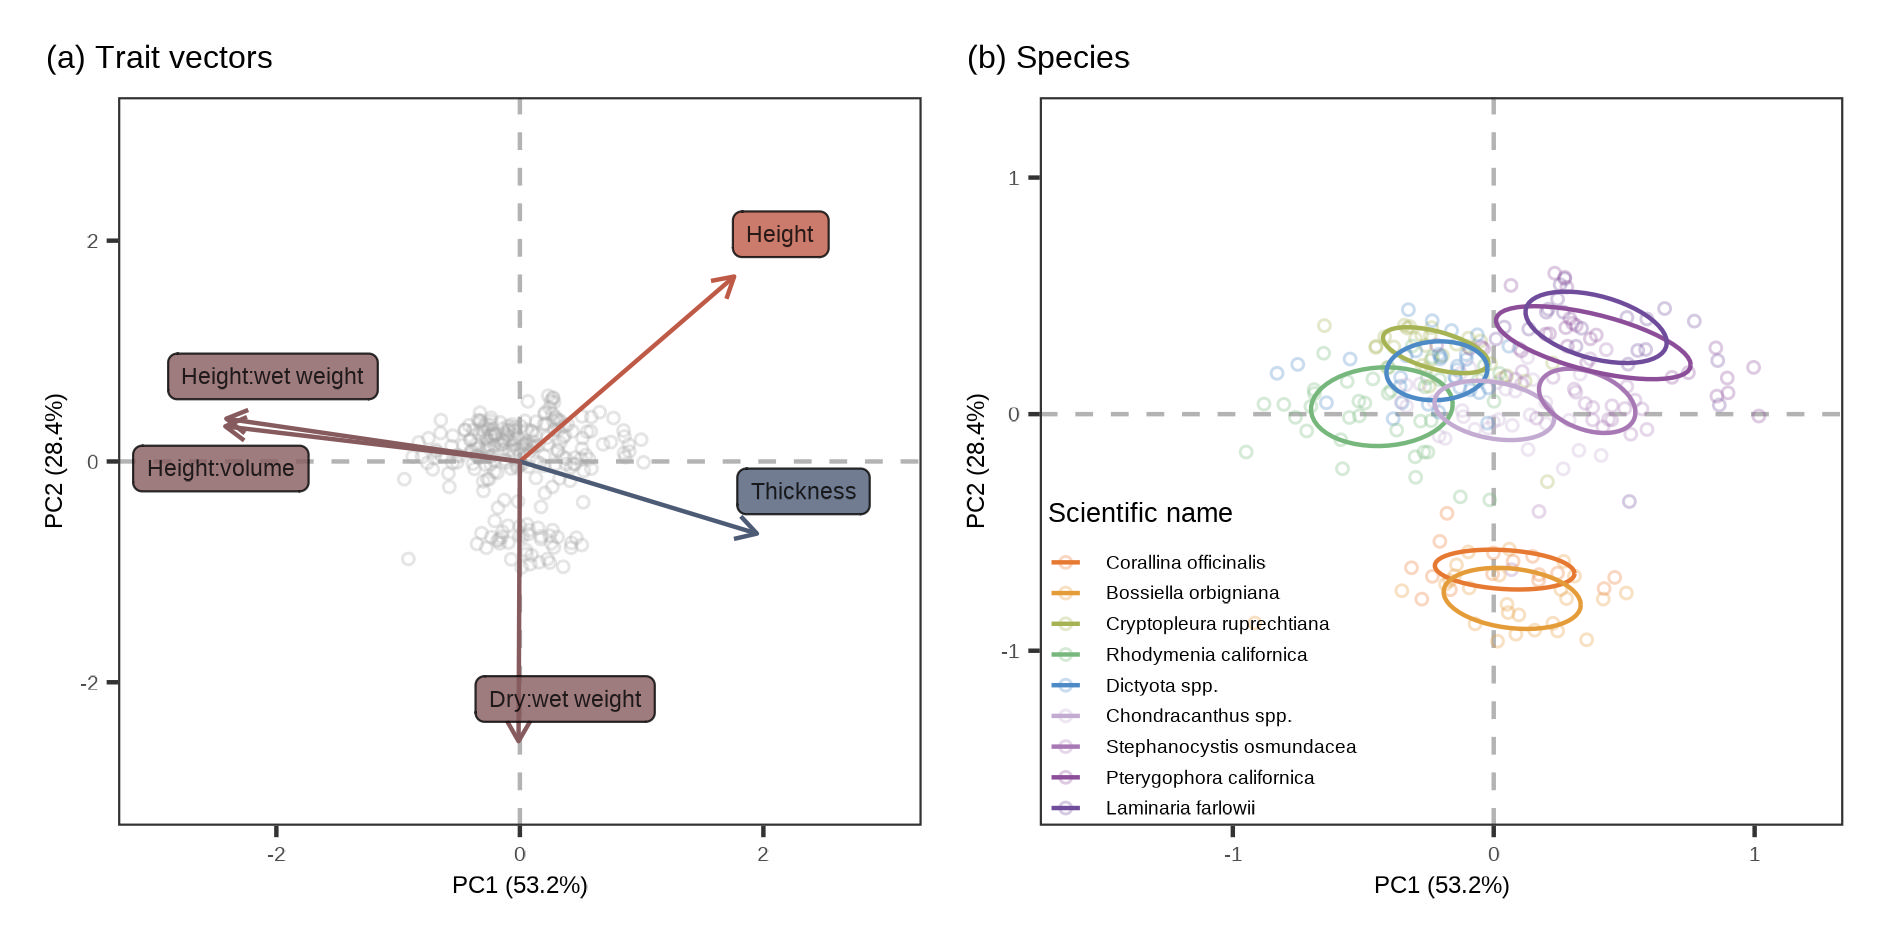 (a) Trait vectors
Height
Height:wet weight
Height:volume
Thickness
Dry:wet weight
2
0
-2
PC2 (28.4%)
-2
0
2
PC1 (53.2%)
(b) Species
1
0
-1
PC2 (28.4%)
Scientific name
Corallina officinalis
Bossiella orbigniana
Cryptopleura ruprechtiana
Rhodymenia californica
Dictyota spp.
Chondracanthus spp.
Stephanocystis osmundacea
Pterygophora californica
Laminaria farlowii
-1
0
1
PC1 (53.2%)